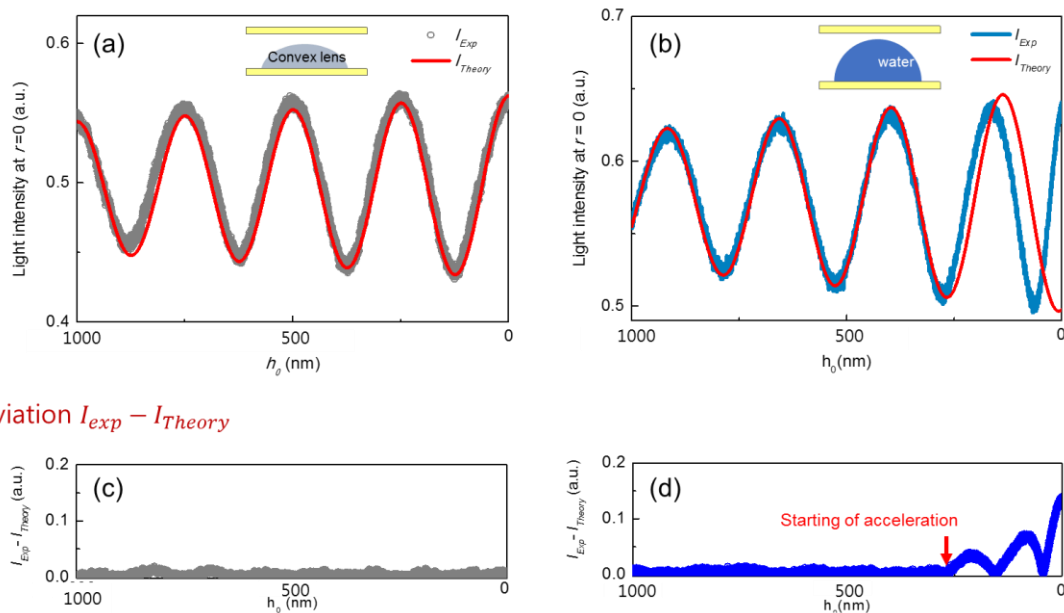 (a)
I_Exp
I_Theory
Convex lens
Light intensity at r=0 (a.u.)
0.6
0.5
0.4
1000
500
0
h_0 (nm)
(b)
I_Exp
I_Theory
water
Light intensity at r = 0 (a.u.)
0.7
0.6
0.5
1000
500
0
h_0(nm)
viation I_exp − I_Theory
(c)
I_Exp- I_Theory (a.u.)
0.2
0.1
0.0
1000
500
0
h_0 (nm)
(d)
Starting of acceleration
I_Exp- I_Theory (a.u.)
0.2
0.1
0.0
1000
500
0
h_0(nm)